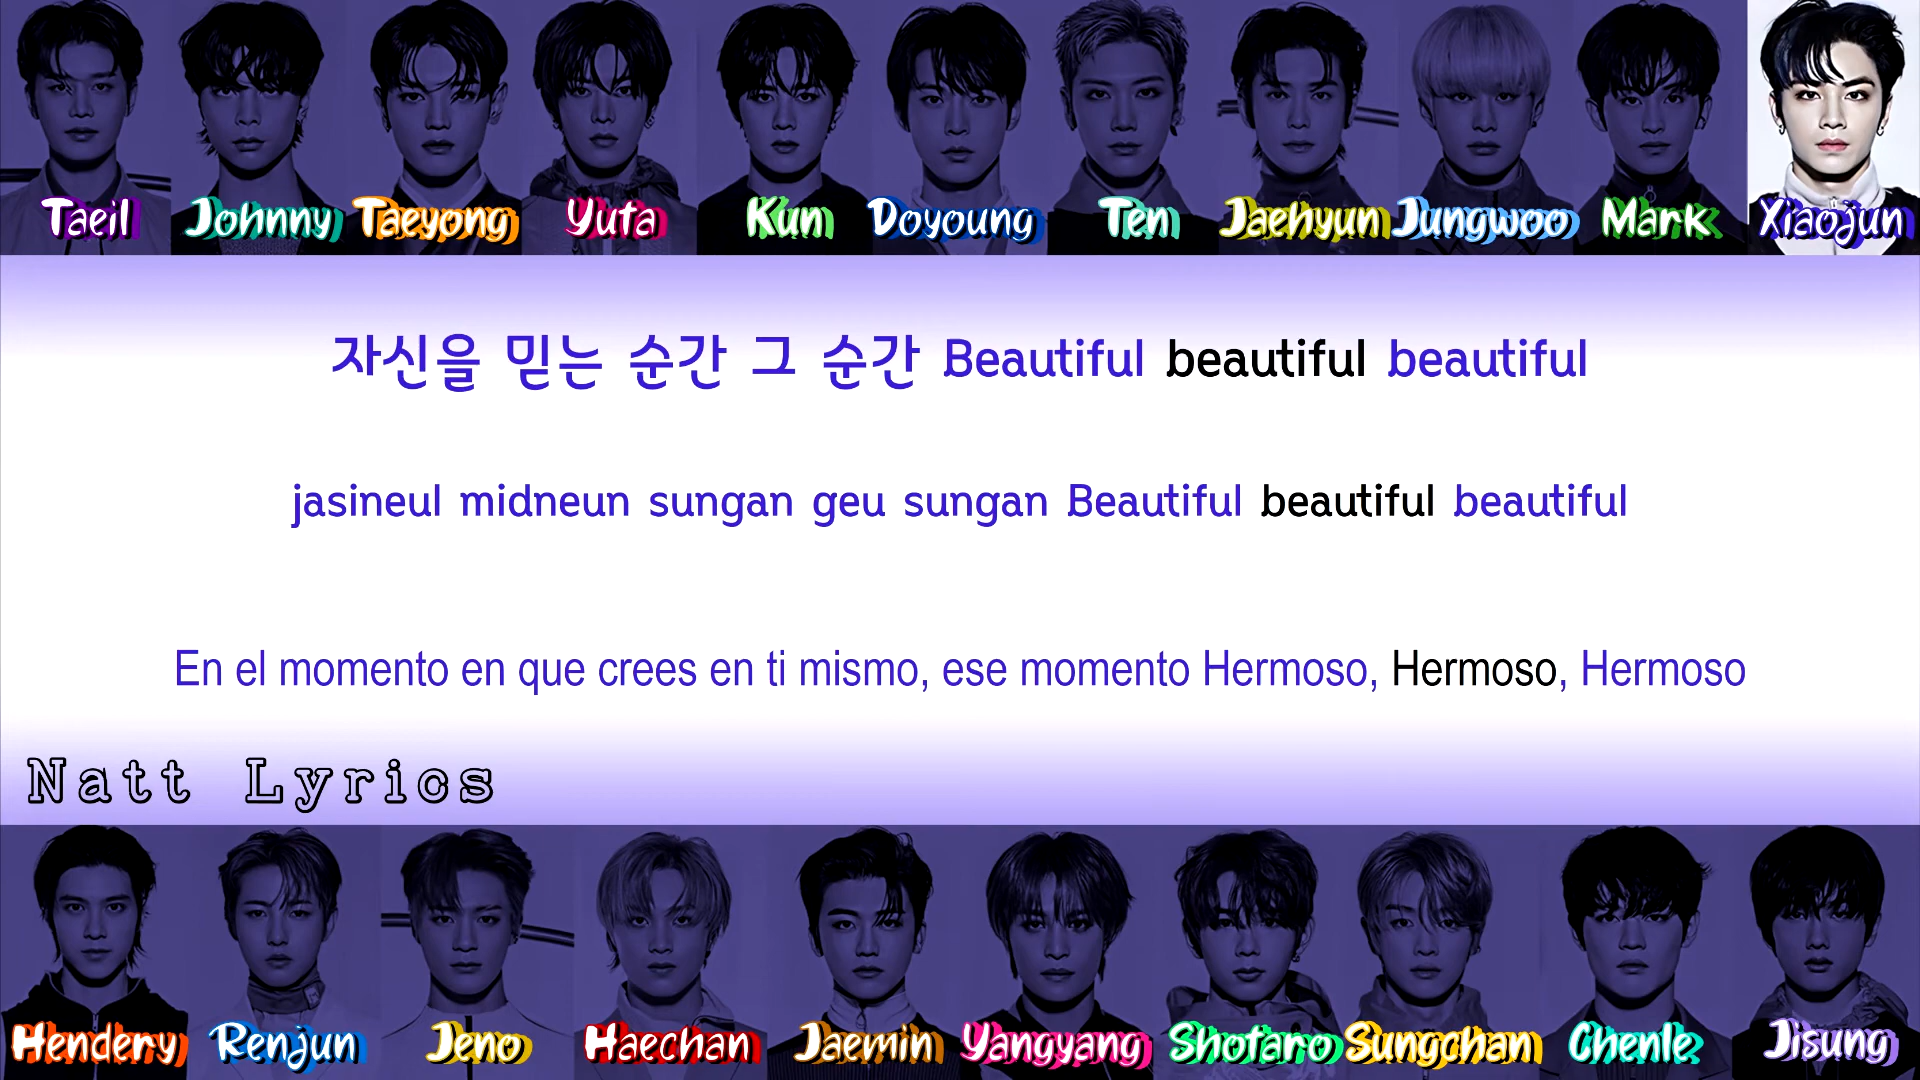 Taeil Johnny Taeyong Yuta Kun Doyoung Ten Jaehyun Jungwoo Mark Xiaojun
자신을 믿는 순간 그 순간 Beautiful beautiful beautiful
jasineul midneun sungan geu sungan Beautiful beautiful beautiful
En el momento en que crees en ti mismo, ese momento Hermoso, Hermoso, Hermoso
Natt Lyrics
Hendery Renjun Jeno Haechan Jaemin Yangyang Shotaro Sungchan Chenle Jisung